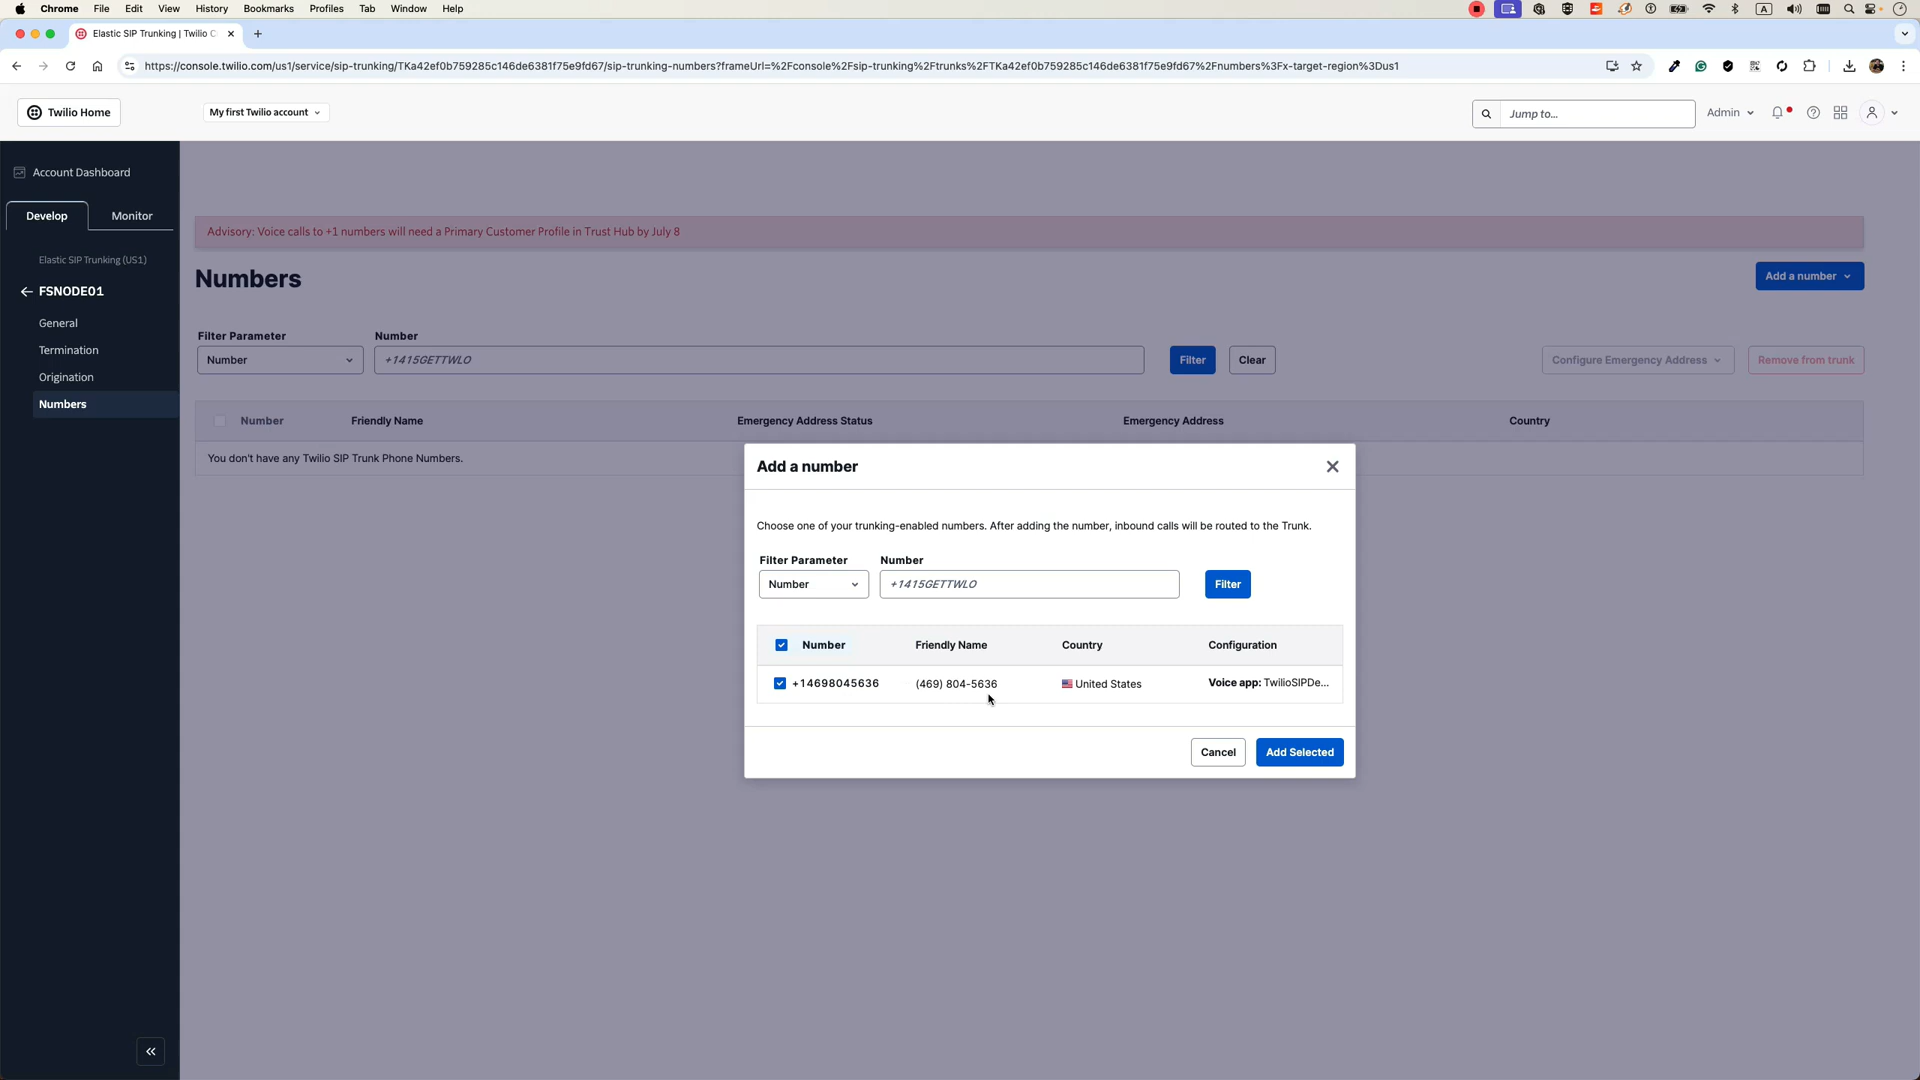 Chrome File Edit View History Bookmarks Profiles Tab Window Help
Elastic SIP Trunking | Twilio C
https://console.twilio.com/us1/service/sip-trunking/TKa42ef0b759285c146de6381f75e9fd67/sip-trunking-numbers?frameUrl=%2Fconsole%2Fsip-trunking%2Ftrunks%2FTKa42ef0b759285c146de6381f75e9fd67%2Fnumbers%3Fx-target-region%3Dus1
Twilio Home
My first Twilio account
Jump to...
Admin
Account Dashboard
Develop
Monitor
Elastic SIP Trunking (US1)
FSNODE01
General
Termination
Origination
Numbers
Advisory: Voice calls to +1 numbers will need a Primary Customer Profile in Trust Hub by July 8
Numbers
Add a number
Filter Parameter
Number
Number
+1415GETTWLO
Filter
Clear
Configure Emergency Address
Remove from trunk
Number Friendly Name Emergency Address Status Emergency Address Country
You don't have any Twilio SIP Trunk Phone Numbers.
Add a number
Choose one of your trunking-enabled numbers. After adding the number, inbound calls will be routed to the Trunk.
Filter Parameter
Number
Number
+1415GETTWLO
Filter
Number Friendly Name Country Configuration
+14698045636 (469) 804-5636 United States Voice app: TwilioSIPDe...
Cancel
Add Selected